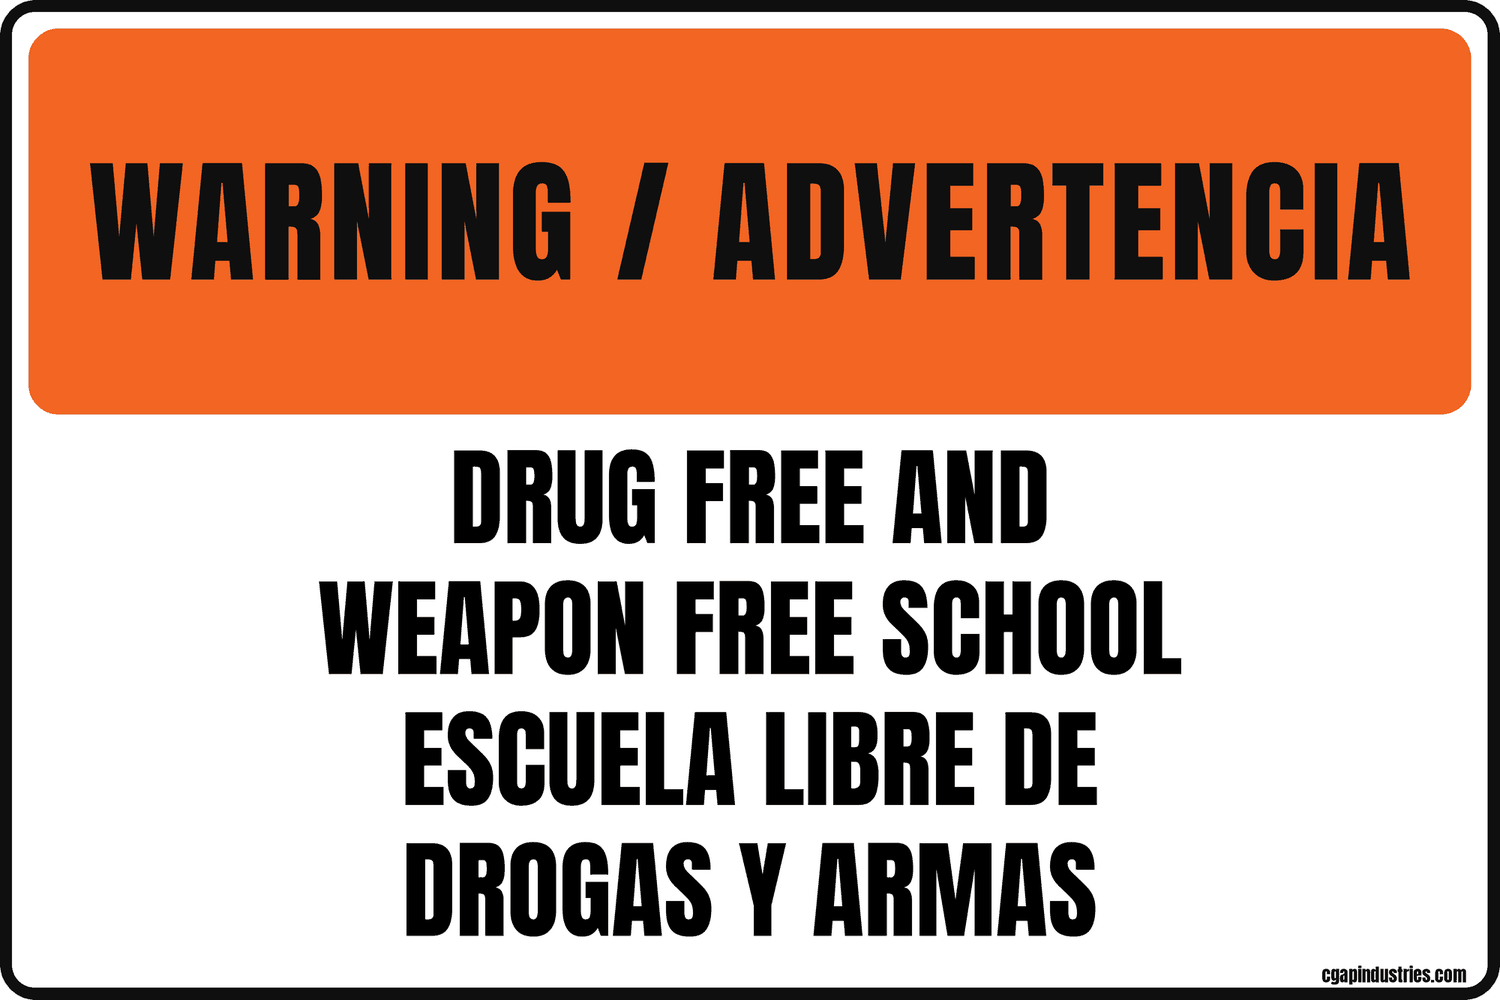 WARNING / ADVERTENCIA
DRUG FREE AND
WEAPON FREE SCHOOL
ESCUELA LIBRE DE
DROGAS Y ARMAS
cgapindustries.com